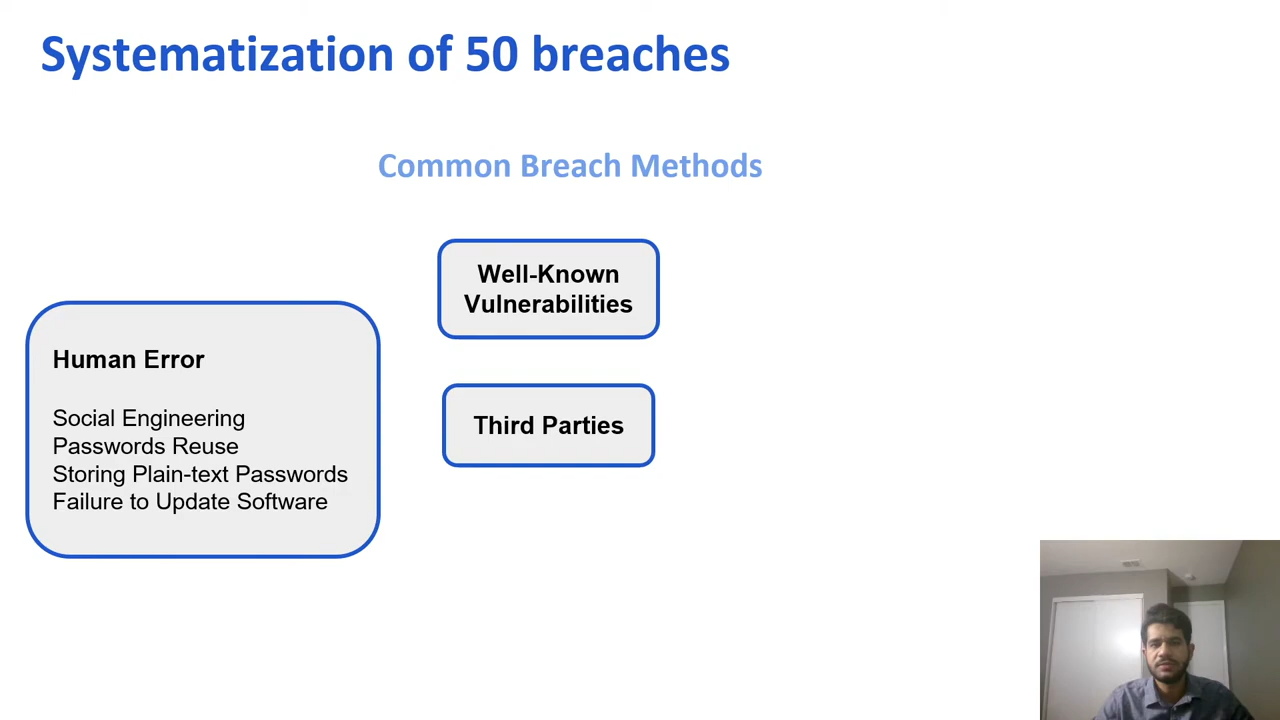 Systematization of 50 breaches
Common Breach Methods
Human Error
Social Engineering
Passwords Reuse
Storing Plain-text Passwords
Failure to Update Software
Well-Known
Vulnerabilities
Third Parties